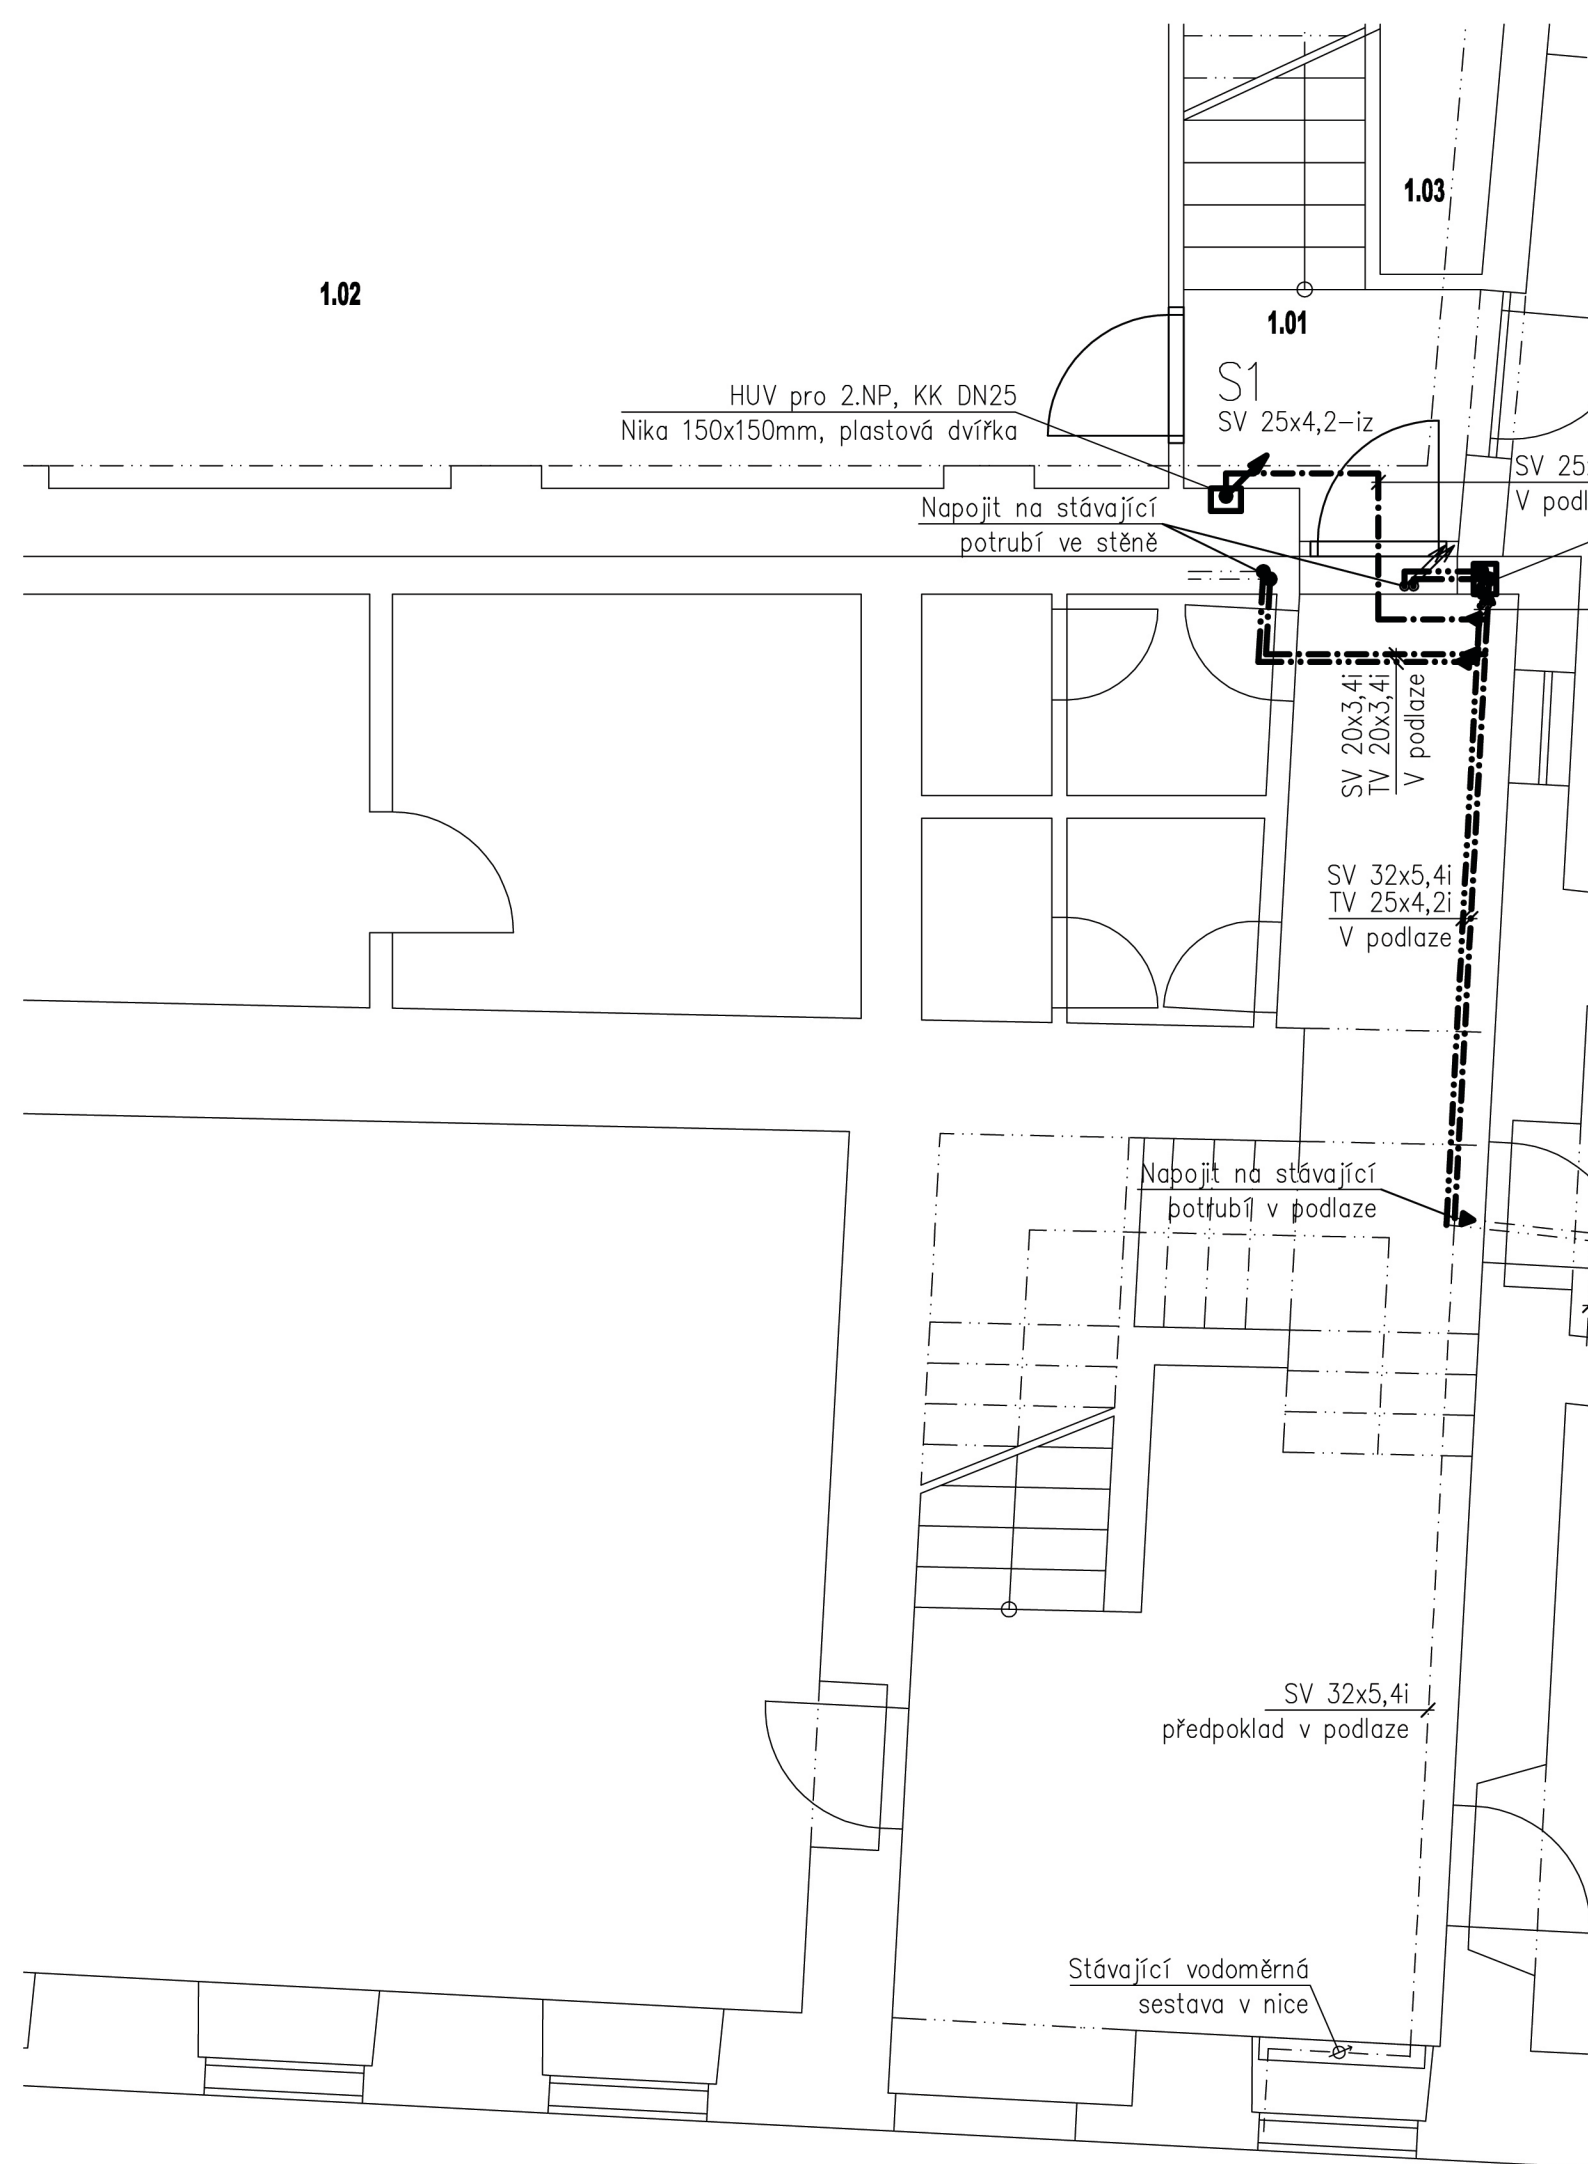 1.03
1.02
1.01
S1
SV 25x4,2-iz
HUV pro 2.NP, KK DN25
Nika 150x150mm, plastová dvířka
SV 25
V podl
Napojit na stávající
potrubí ve stěně
SV 20x3,4i
TV 20x3,4i
V podlaze
SV 32x5,4i
TV 25x4,2i
V podlaze
Napojit na stávající
potrubí v podlaze
SV 32x5,4i
předpoklad v podlaze
Stávající vodoměrná
sestava v nice